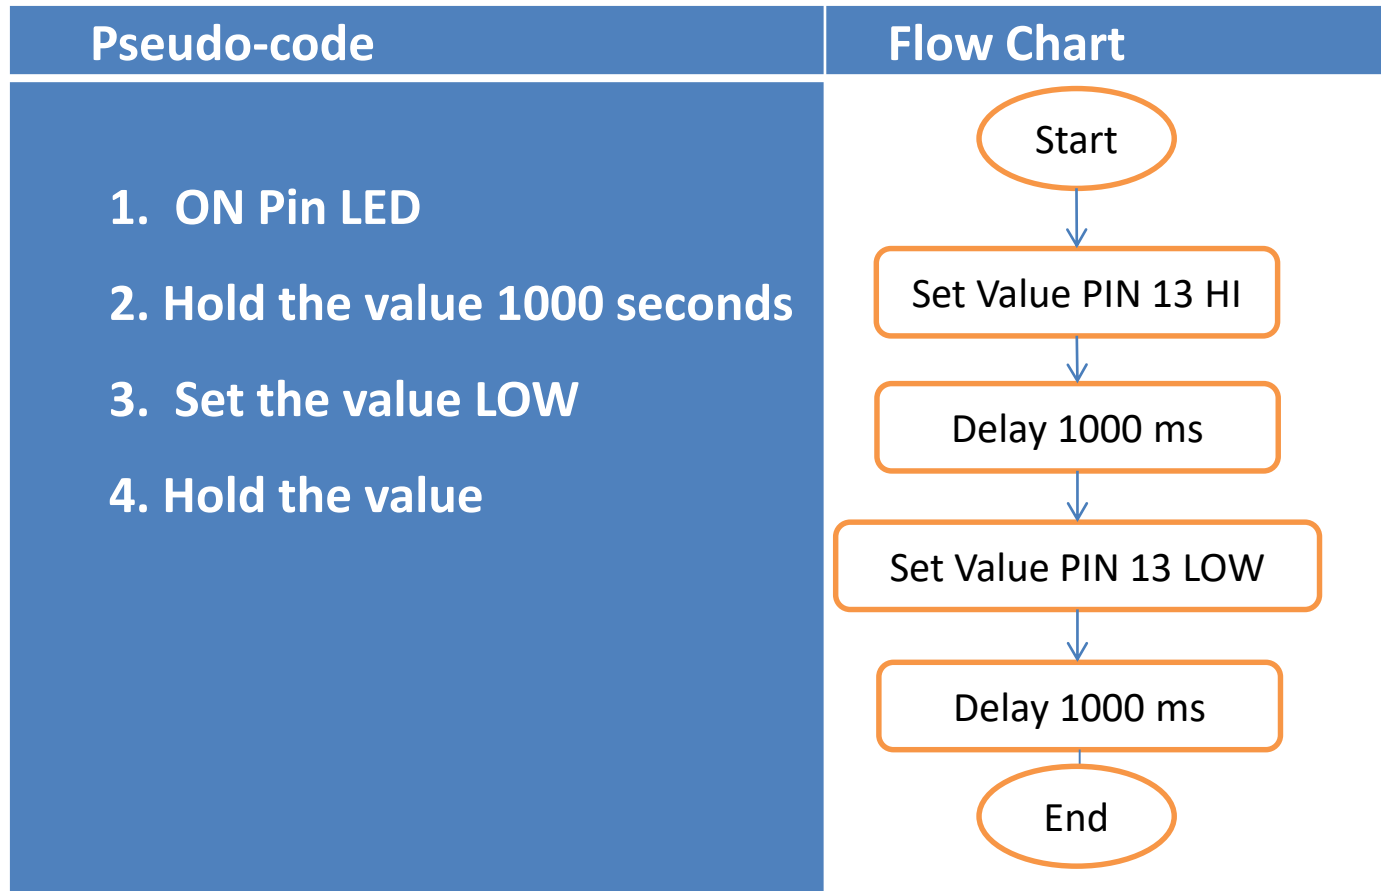 Pseudo-code
1. ON Pin LED
2. Hold the value 1000 seconds
3. Set the value LOW
4. Hold the value
Flow Chart
Start
Set Value PIN 13 HI
Delay 1000 ms
Set Value PIN 13 LOW
Delay 1000 ms
End